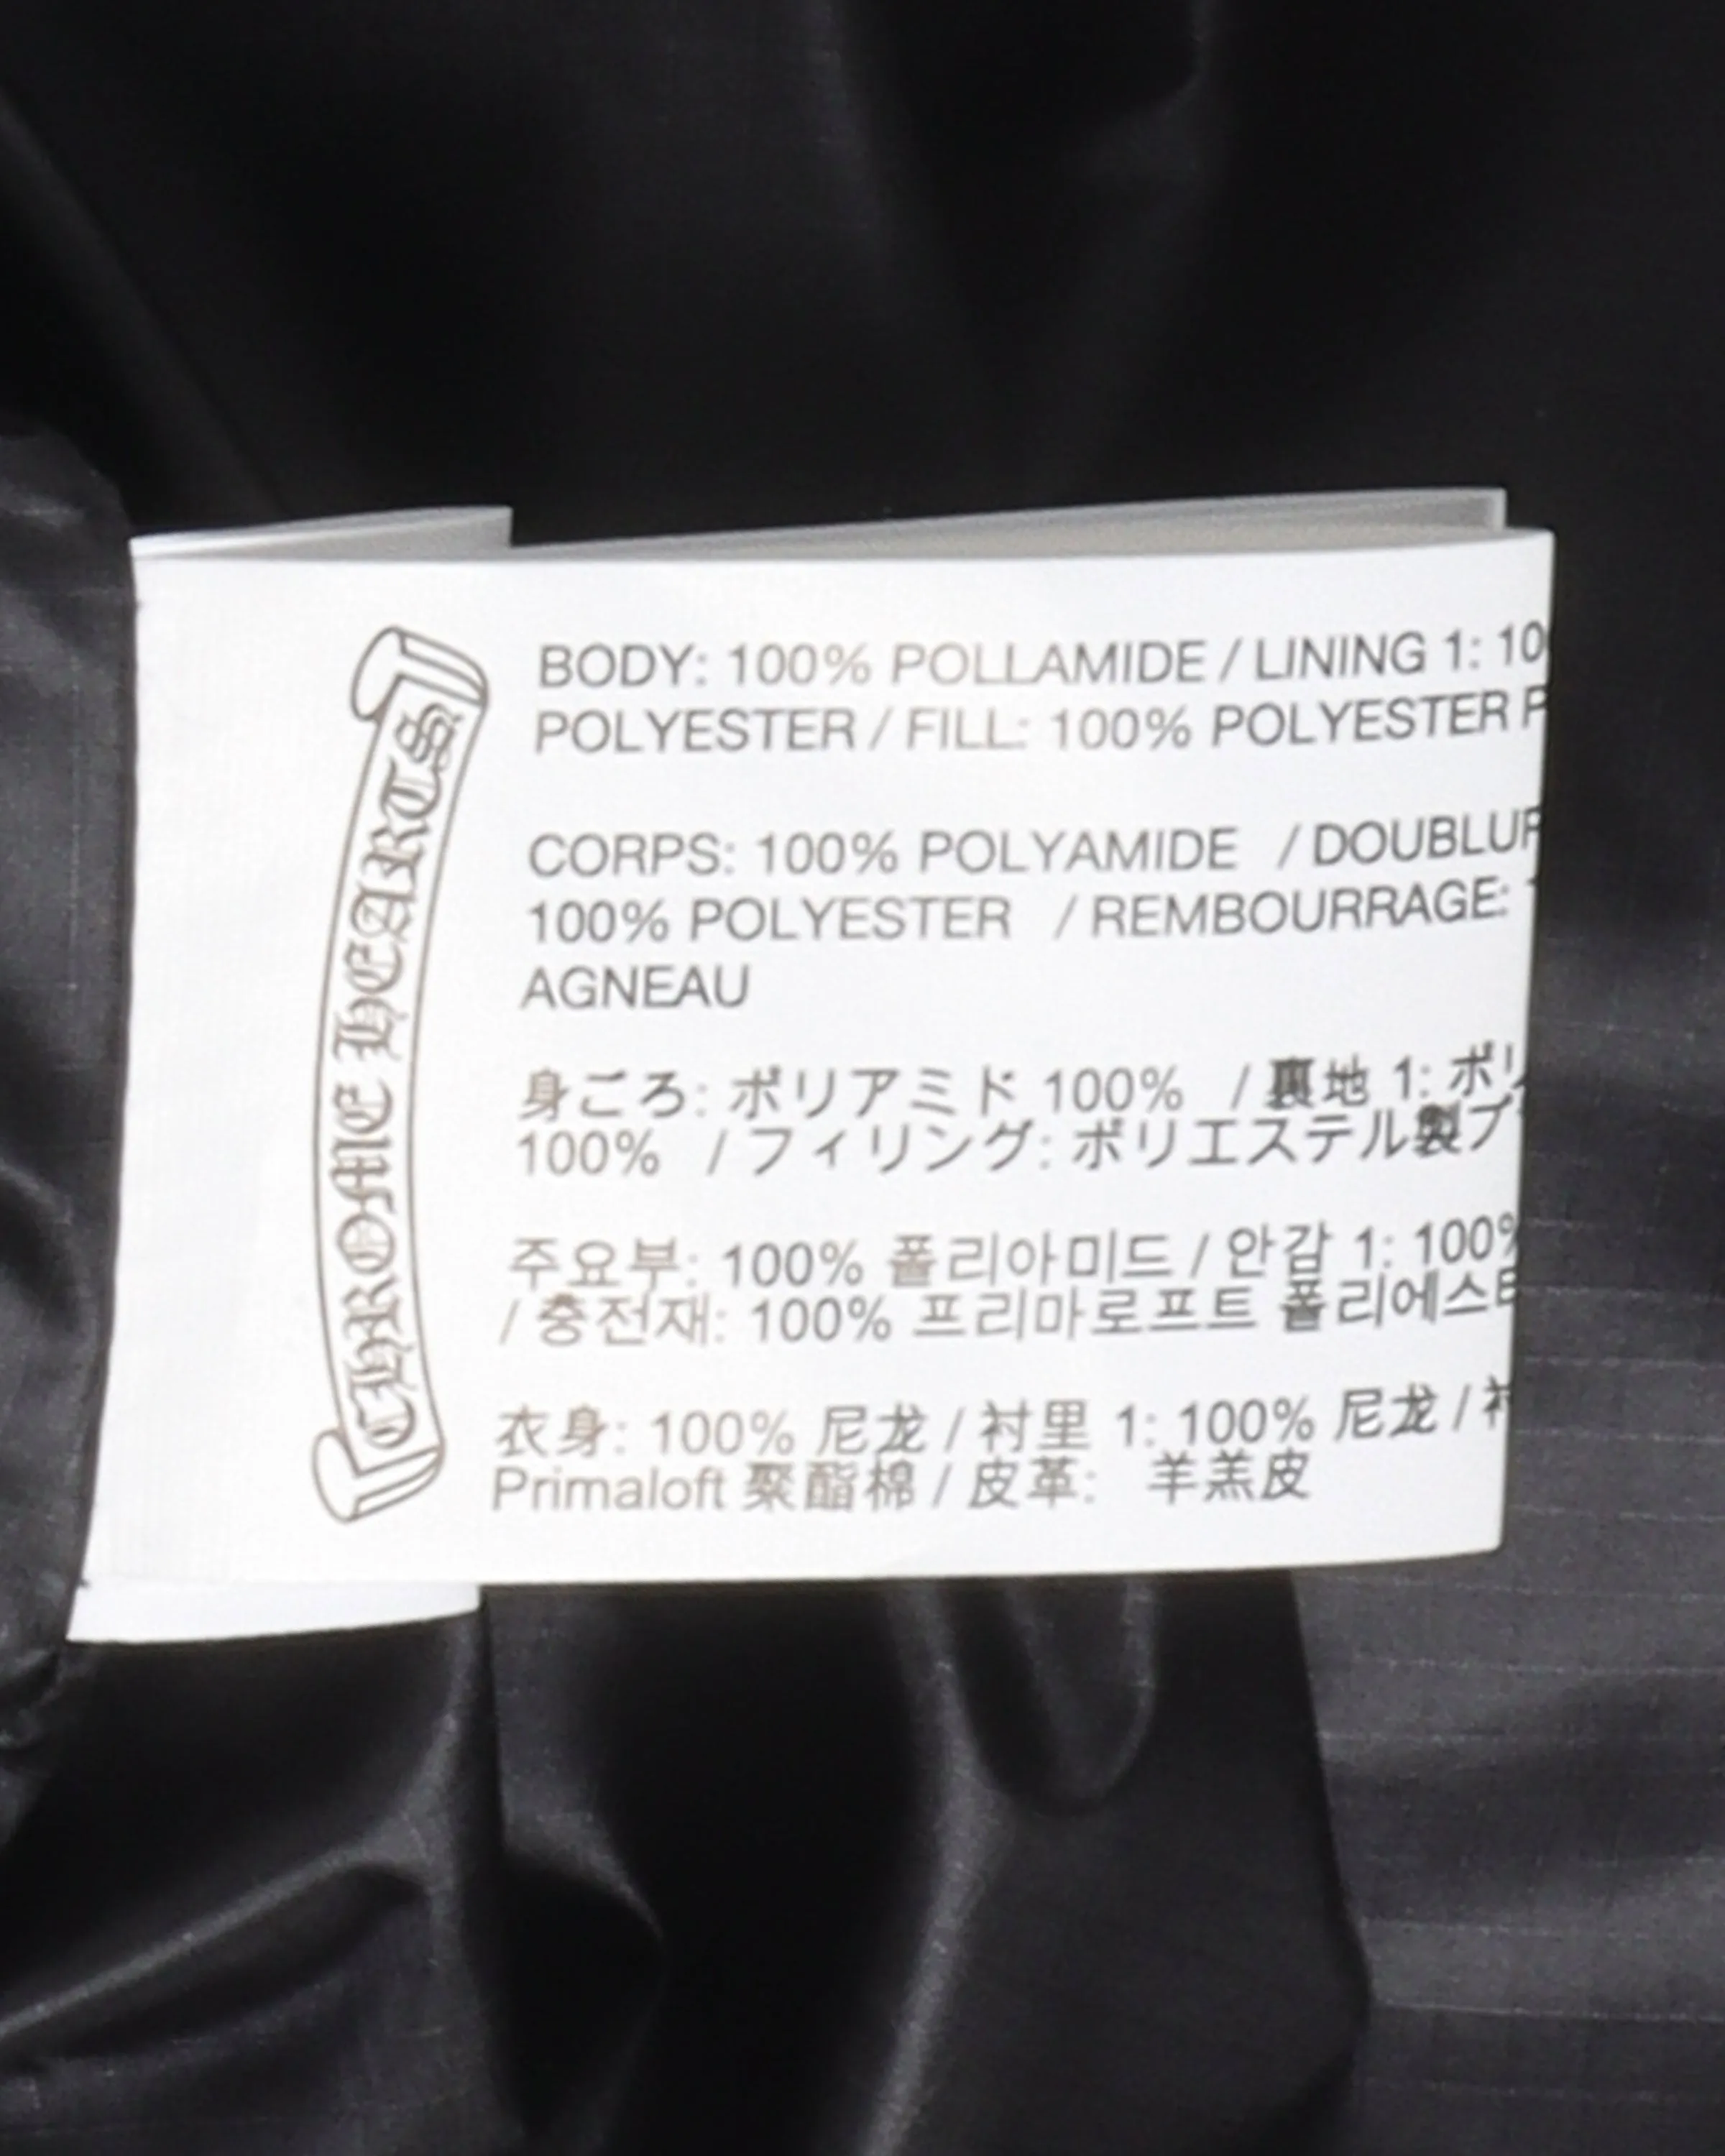 CHROME HEARTS
BODY: 100% POLLAMIDE / LINING 1: 10
POLYESTER / FILL: 100% POLYESTER P
CORPS: 100% POLYAMIDE / DOUBLUR
100% POLYESTER / REMBOURRAGE:
AGNEAU
身ごろ: ポリアミド 100% / 裏地 1: ポリ
100% / フィリング: ポリエステル製プ
주요부: 100% 폴리아미드 / 안감 1: 100%
/ 충전재: 100% 프리마로프트 폴리에스터
衣身: 100% 尼龙 / 衬里 1: 100% 尼龙 / 衬
Primaloft 聚酯棉 / 皮革: 羊羔皮